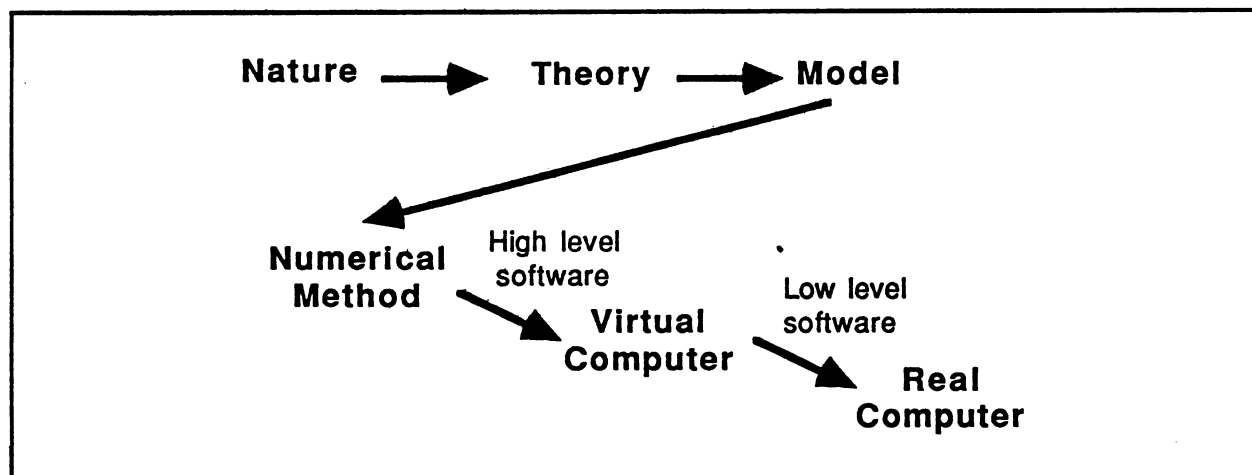 Nature Theory Model
High level
software
Numerical
Method
Low level
software
Virtual
Computer
Real
Computer